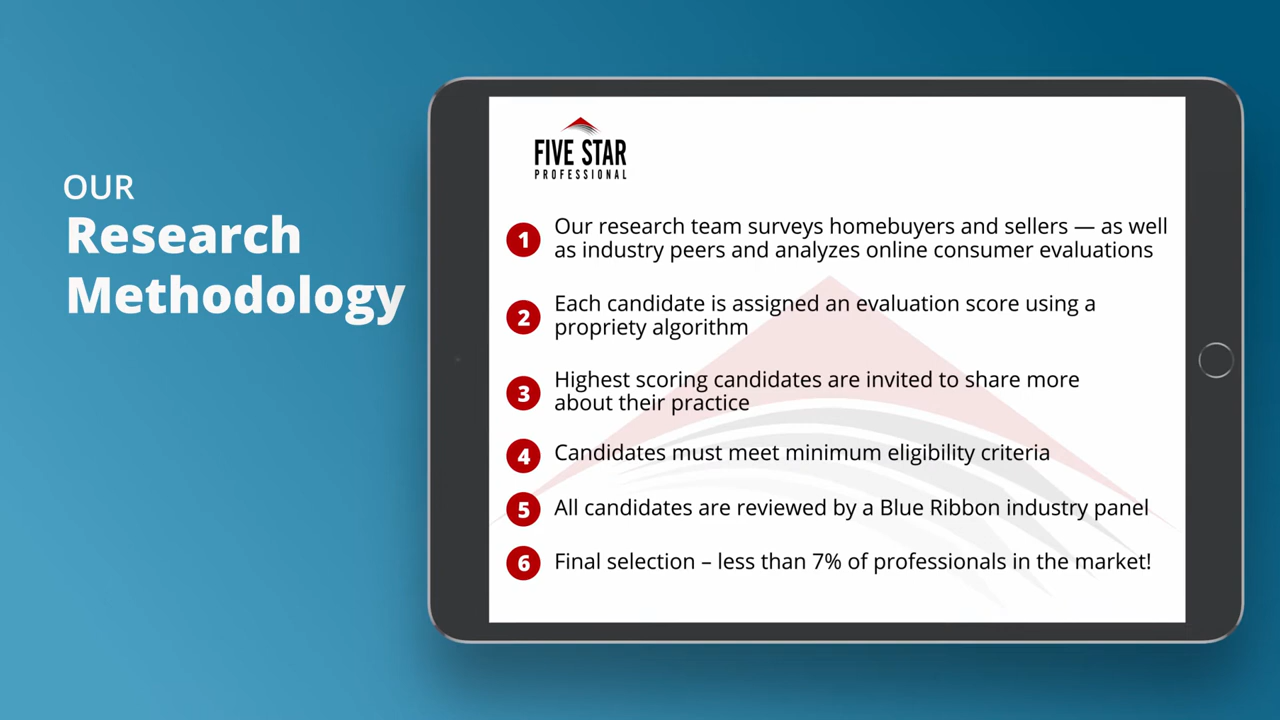 OUR
Research
Methodology
FIVE STAR
PROFESSIONAL
1 Our research team surveys homebuyers and sellers — as well
as industry peers and analyzes online consumer evaluations
2 Each candidate is assigned an evaluation score using a
propriety algorithm
3 Highest scoring candidates are invited to share more
about their practice
4 Candidates must meet minimum eligibility criteria
5 All candidates are reviewed by a Blue Ribbon industry panel
6 Final selection – less than 7% of professionals in the market!